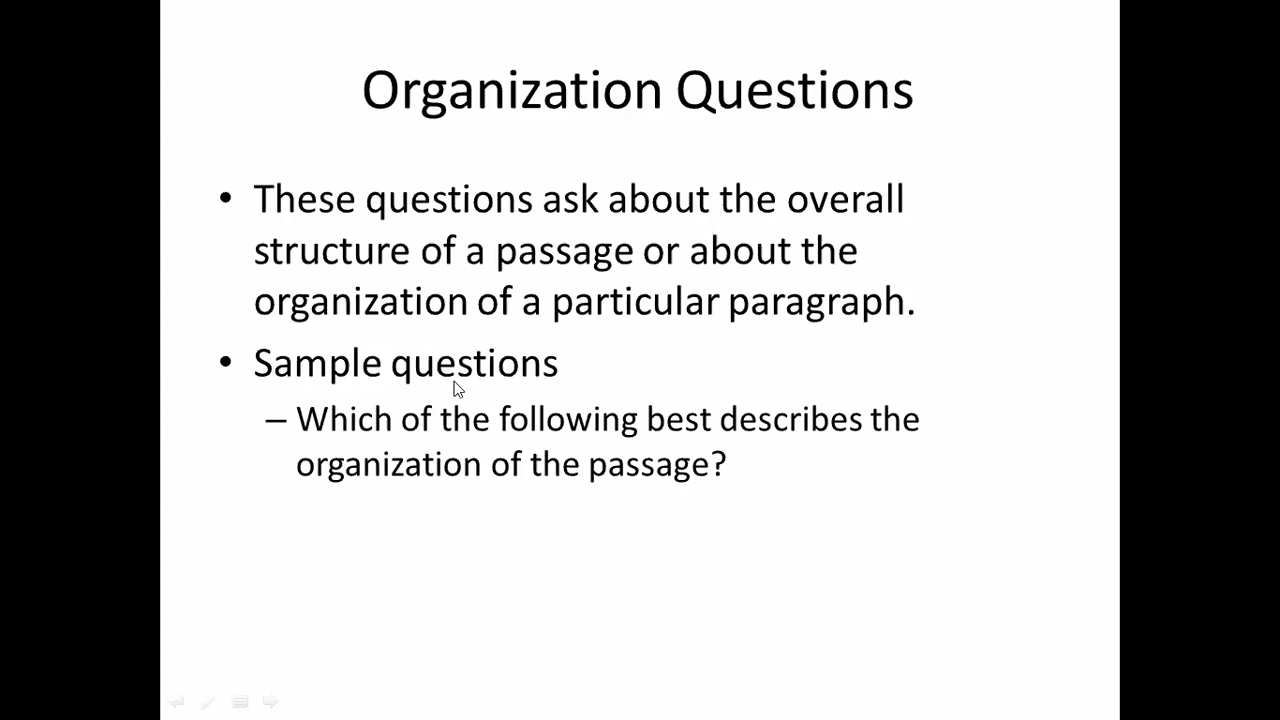 Organization Questions
• These questions ask about the overall
structure of a passage or about the
organization of a particular paragraph.
• Sample questions
– Which of the following best describes the
organization of the passage?